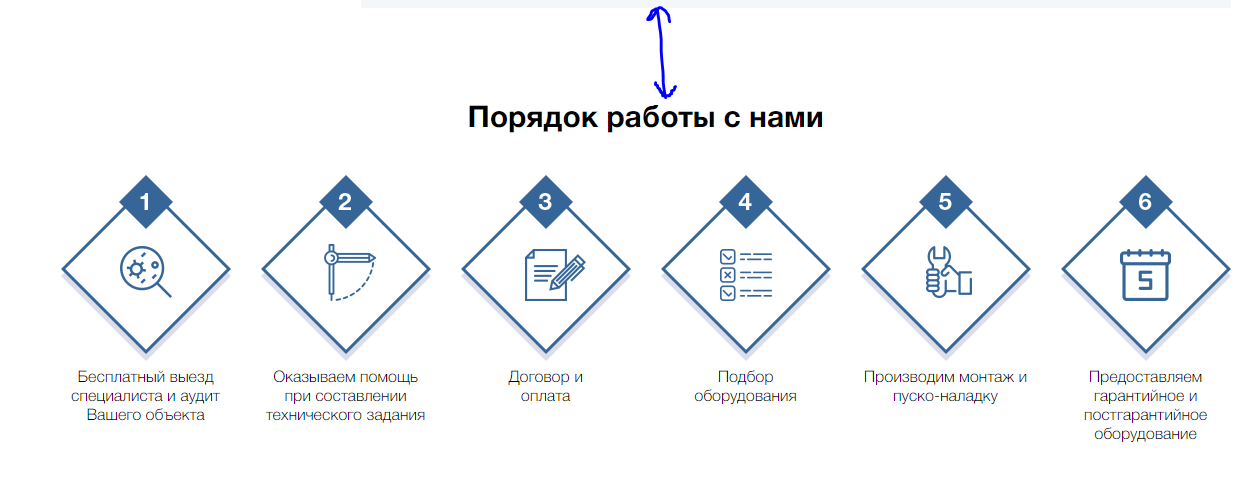 Порядок работы с нами
1
2
3
4
5
6
5
Бесплатный выезд
специалиста и аудит
Вашего объекта
Оказываем помощь
при составлении
технического задания
Договор и
оплата
Подбор
оборудования
Производим монтаж и
пуско-наладку
Предоставляем
гарантийное и
постгарантийное
оборудование